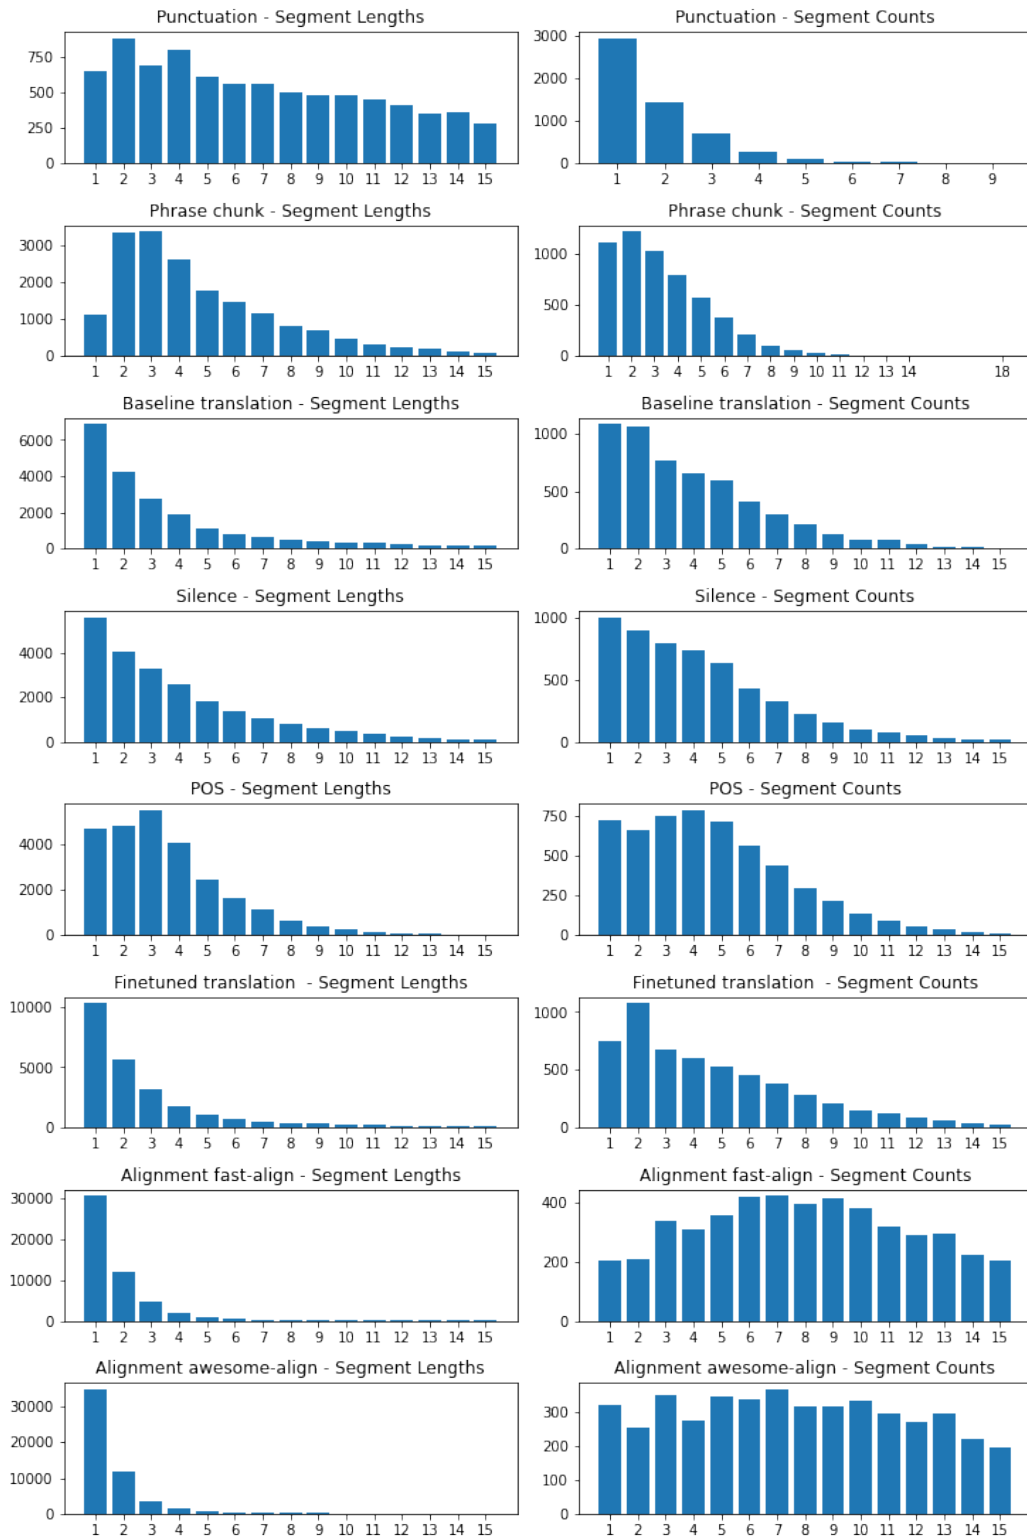 Punctuation - Segment Lengths
750
500
250
0
1 2 3 4 5 6 7 8 9 10 11 12 13 14 15
Punctuation - Segment Counts
3000
2000
1000
0
1 2 3 4 5 6 7 8 9
Phrase chunk - Segment Lengths
3000
2000
1000
0
1 2 3 4 5 6 7 8 9 10 11 12 13 14 15
Phrase chunk - Segment Counts
1000
500
0
1 2 3 4 5 6 7 8 9 10 11 12 13 14 18
Baseline translation - Segment Lengths
6000
4000
2000
0
1 2 3 4 5 6 7 8 9 10 11 12 13 14 15
Baseline translation - Segment Counts
1000
500
0
1 2 3 4 5 6 7 8 9 10 11 12 13 14 15
Silence - Segment Lengths
4000
2000
0
1 2 3 4 5 6 7 8 9 10 11 12 13 14 15
Silence - Segment Counts
1000
500
0
1 2 3 4 5 6 7 8 9 10 11 12 13 14 15
POS - Segment Lengths
4000
2000
0
1 2 3 4 5 6 7 8 9 10 11 12 13 14 15
POS - Segment Counts
750
500
250
0
1 2 3 4 5 6 7 8 9 10 11 12 13 14 15
Finetuned translation  - Segment Lengths
10000
5000
0
1 2 3 4 5 6 7 8 9 10 11 12 13 14 15
Finetuned translation  - Segment Counts
1000
500
0
1 2 3 4 5 6 7 8 9 10 11 12 13 14 15
Alignment fast-align - Segment Lengths
30000
20000
10000
0
1 2 3 4 5 6 7 8 9 10 11 12 13 14 15
Alignment fast-align - Segment Counts
400
200
0
1 2 3 4 5 6 7 8 9 10 11 12 13 14 15
Alignment awesome-align - Segment Lengths
30000
20000
10000
0
1 2 3 4 5 6 7 8 9 10 11 12 13 14 15
Alignment awesome-align - Segment Counts
300
200
100
0
1 2 3 4 5 6 7 8 9 10 11 12 13 14 15